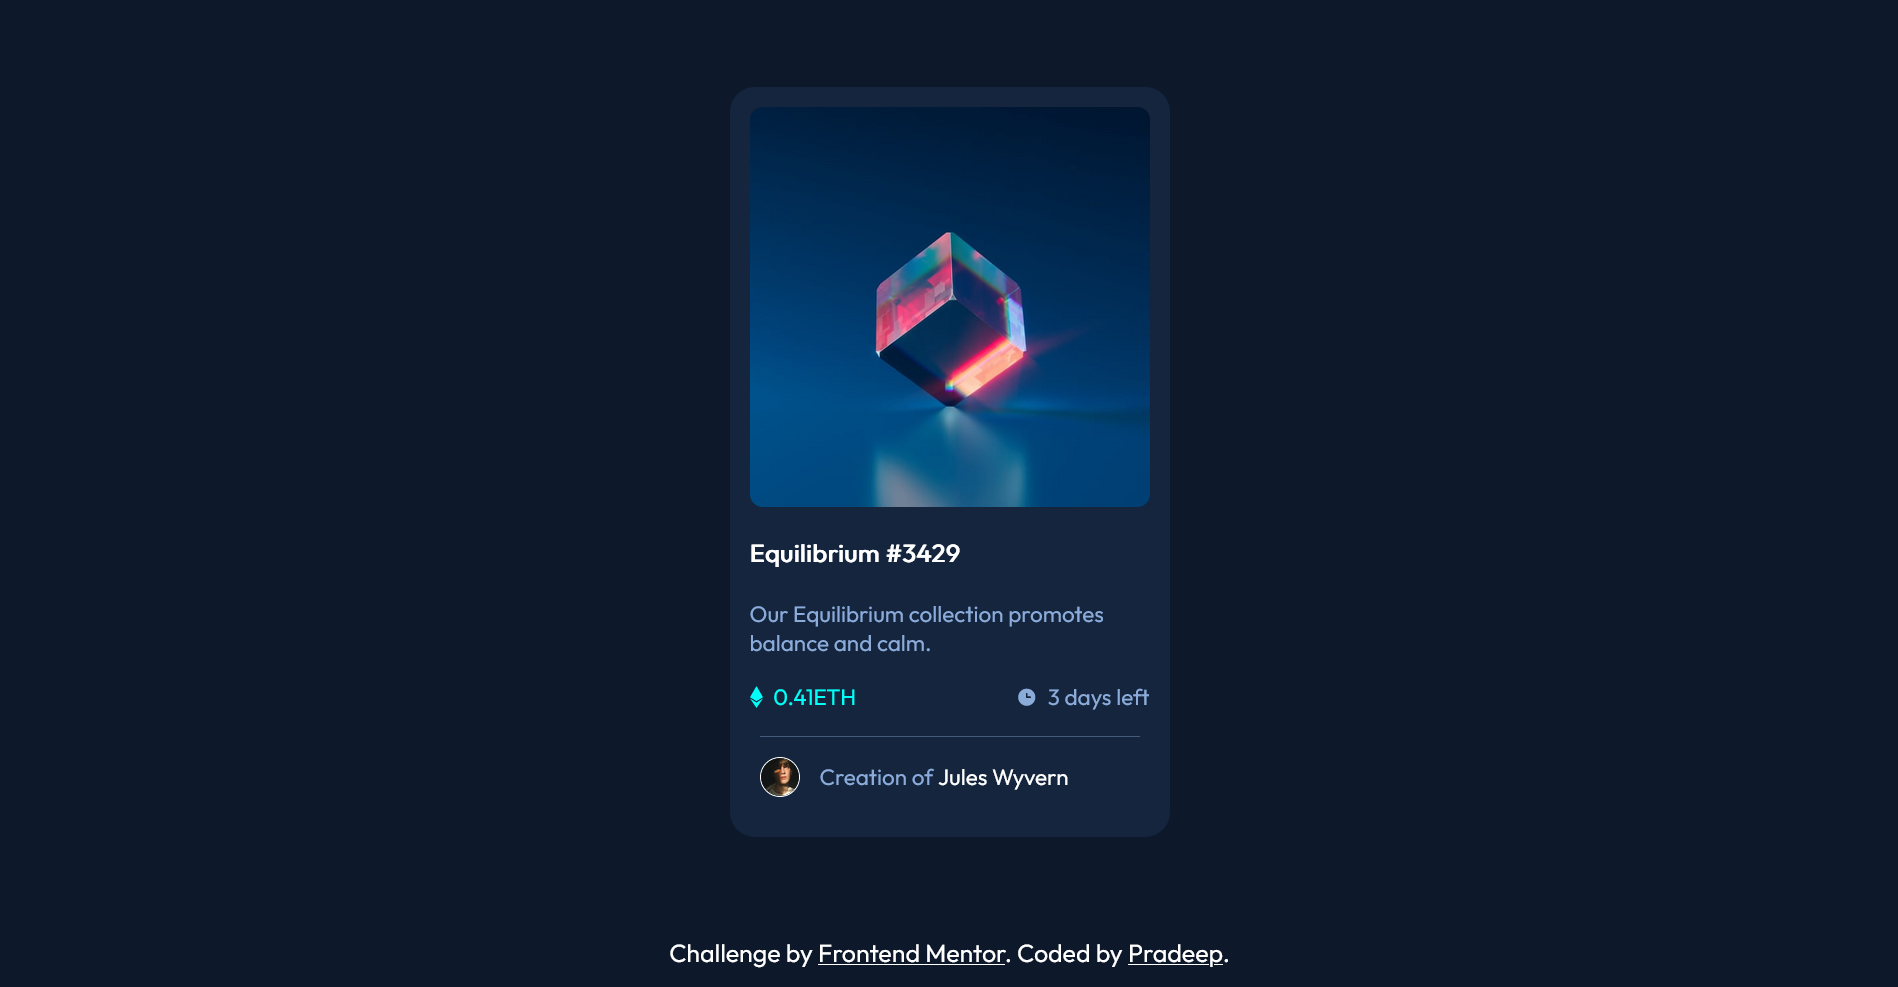 Equilibrium #3429
Our Equilibrium collection promotes
balance and calm.
0.41ETH
3 days left
Creation of Jules Wyvern
Challenge by Frontend Mentor. Coded by Pradeep.